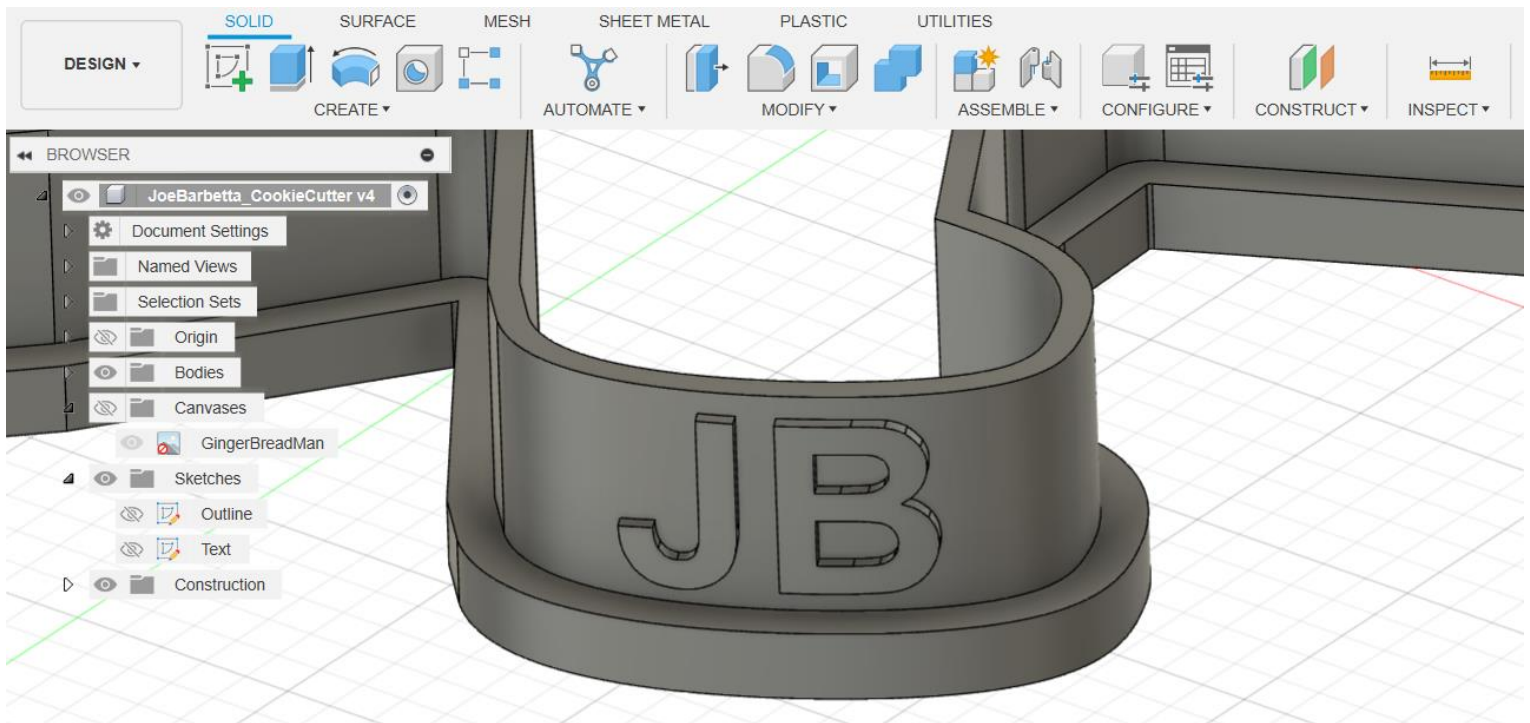 SOLID SURFACE MESH SHEET METAL PLASTIC UTILITIES
DESIGN ▾
CREATE ▾ AUTOMATE ▾ MODIFY ▾ ASSEMBLE ▾ CONFIGURE ▾ CONSTRUCT ▾ INSPECT ▾
BROWSER
JoeBarbetta_CookieCutter v4
Document Settings
Named Views
Selection Sets
Origin
Bodies
Canvases
GingerBreadMan
Sketches
Outline
Text
Construction
JB